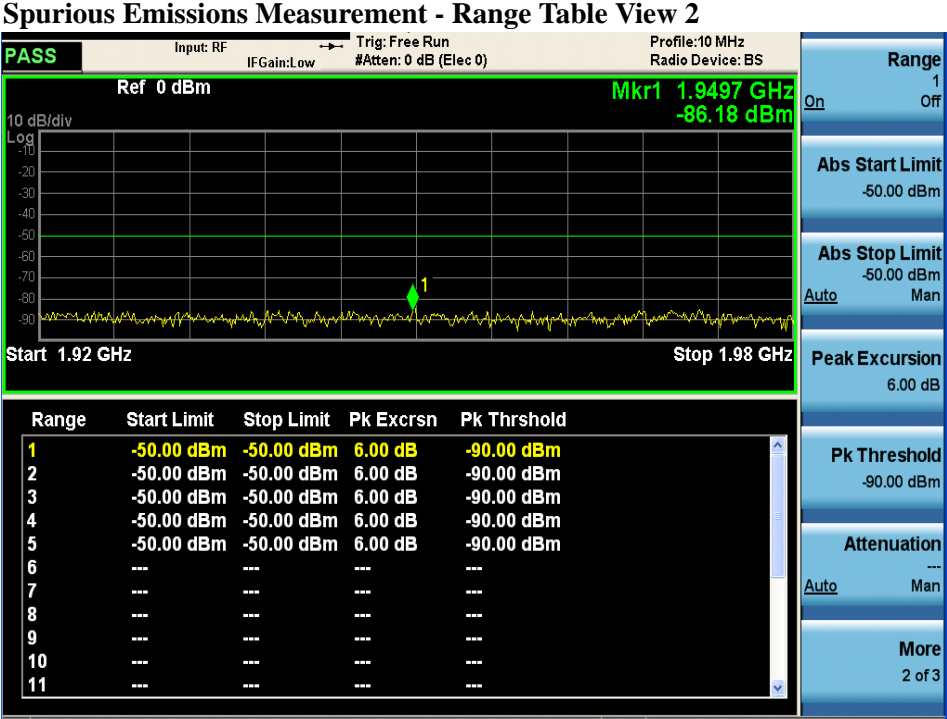 Spurious Emissions Measurement - Range Table View 2
PASS
Input: RF
IFGain:Low
Trig: Free Run
#Atten: 0 dB (Elec 0)
Profile:10 MHz
Radio Device: BS
Ref 0 dBm
Mkr1 1.9497 GHz
-86.18 dBm
10 dB/div
Log
-10
-20
-30
-40
-50
-60
-70
-80
-90
1
Start 1.92 GHz
Stop 1.98 GHz
Range Start Limit Stop Limit Pk Excrsn Pk Thrshold
1 -50.00 dBm -50.00 dBm 6.00 dB -90.00 dBm
2 -50.00 dBm -50.00 dBm 6.00 dB -90.00 dBm
3 -50.00 dBm -50.00 dBm 6.00 dB -90.00 dBm
4 -50.00 dBm -50.00 dBm 6.00 dB -90.00 dBm
5 -50.00 dBm -50.00 dBm 6.00 dB -90.00 dBm
6 --- --- --- ---
7 --- --- --- ---
8 --- --- --- ---
9 --- --- --- ---
10 --- --- --- ---
11 --- --- --- ---
Range
1
On Off
Abs Start Limit
-50.00 dBm
Abs Stop Limit
-50.00 dBm
Auto Man
Peak Excursion
6.00 dB
Pk Threshold
-90.00 dBm
Attenuation
---
Auto Man
More
2 of 3